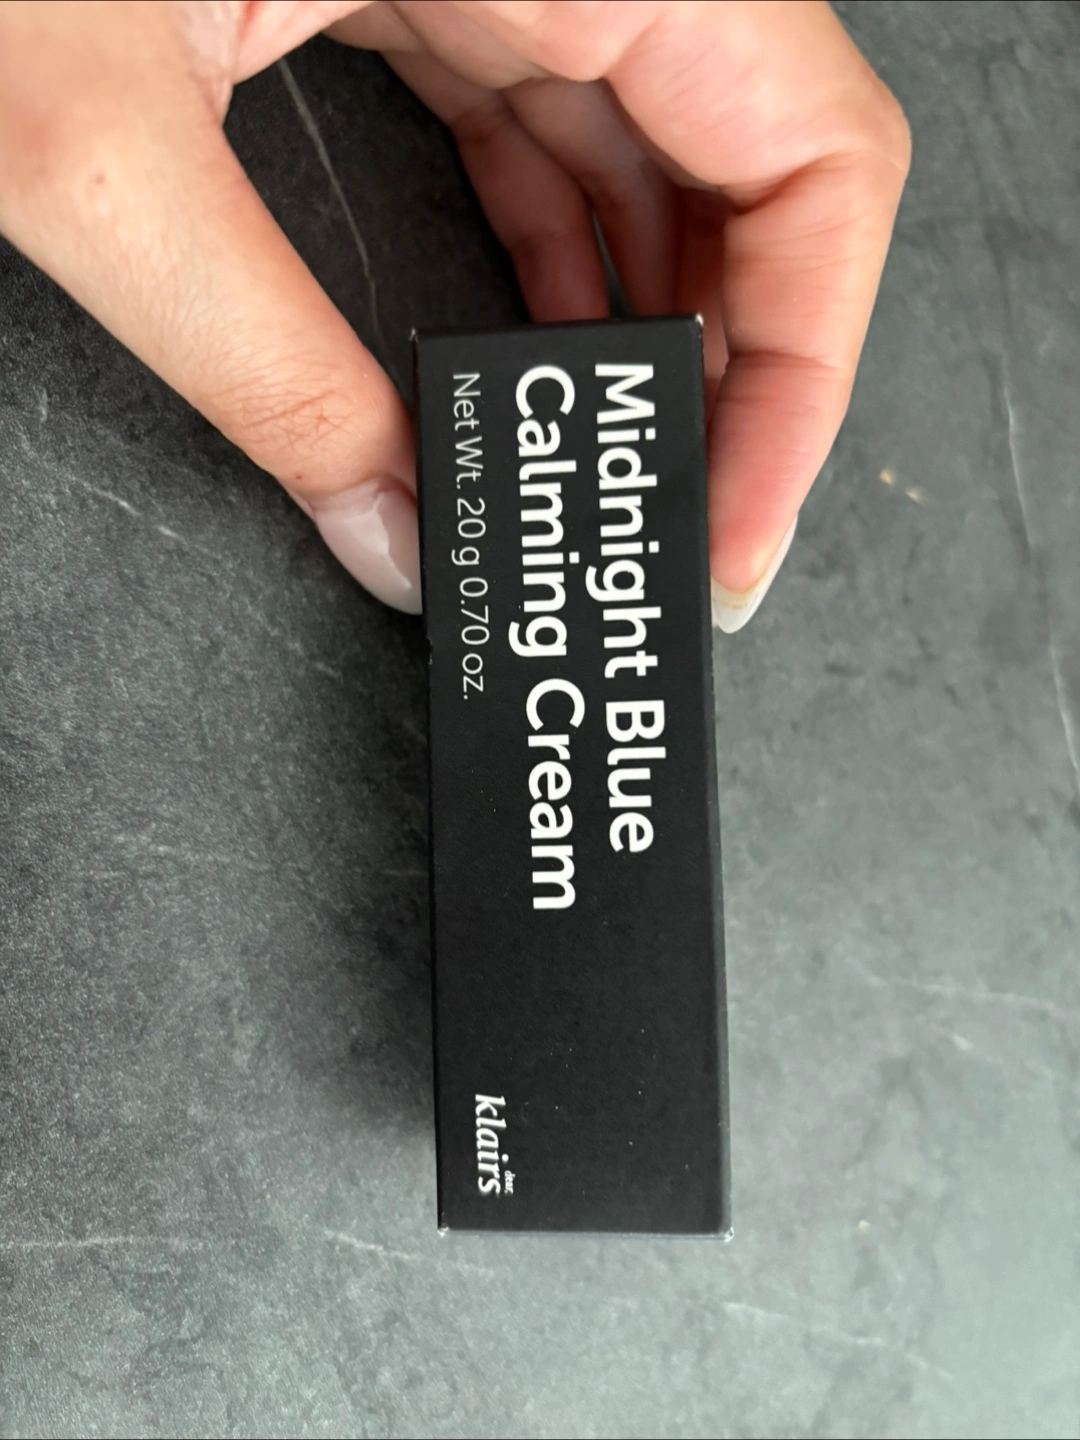 Midnight Blue
Calming Cream
Net Wt. 20 g 0.70 oz.
dear,
klairs